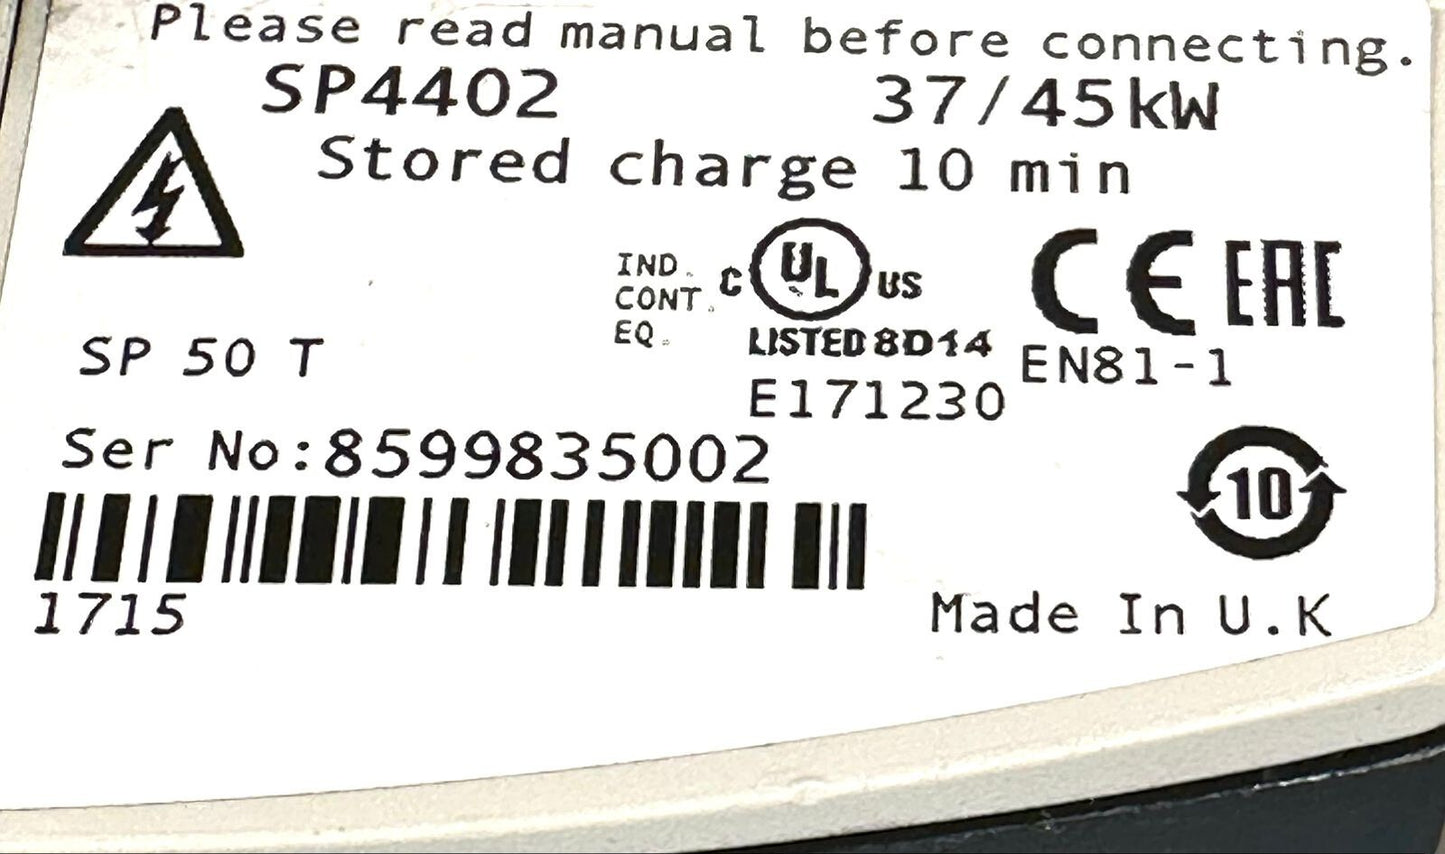 Please read manual before connecting.
SP4402 37/45kW
Stored charge 10 min
IND.
CONT.
EQ.
C UL US
LISTED 8D14
E171230
CE EAC
EN81-1
SP 50 T
Ser No:8599835002
10
1715
Made In U.K